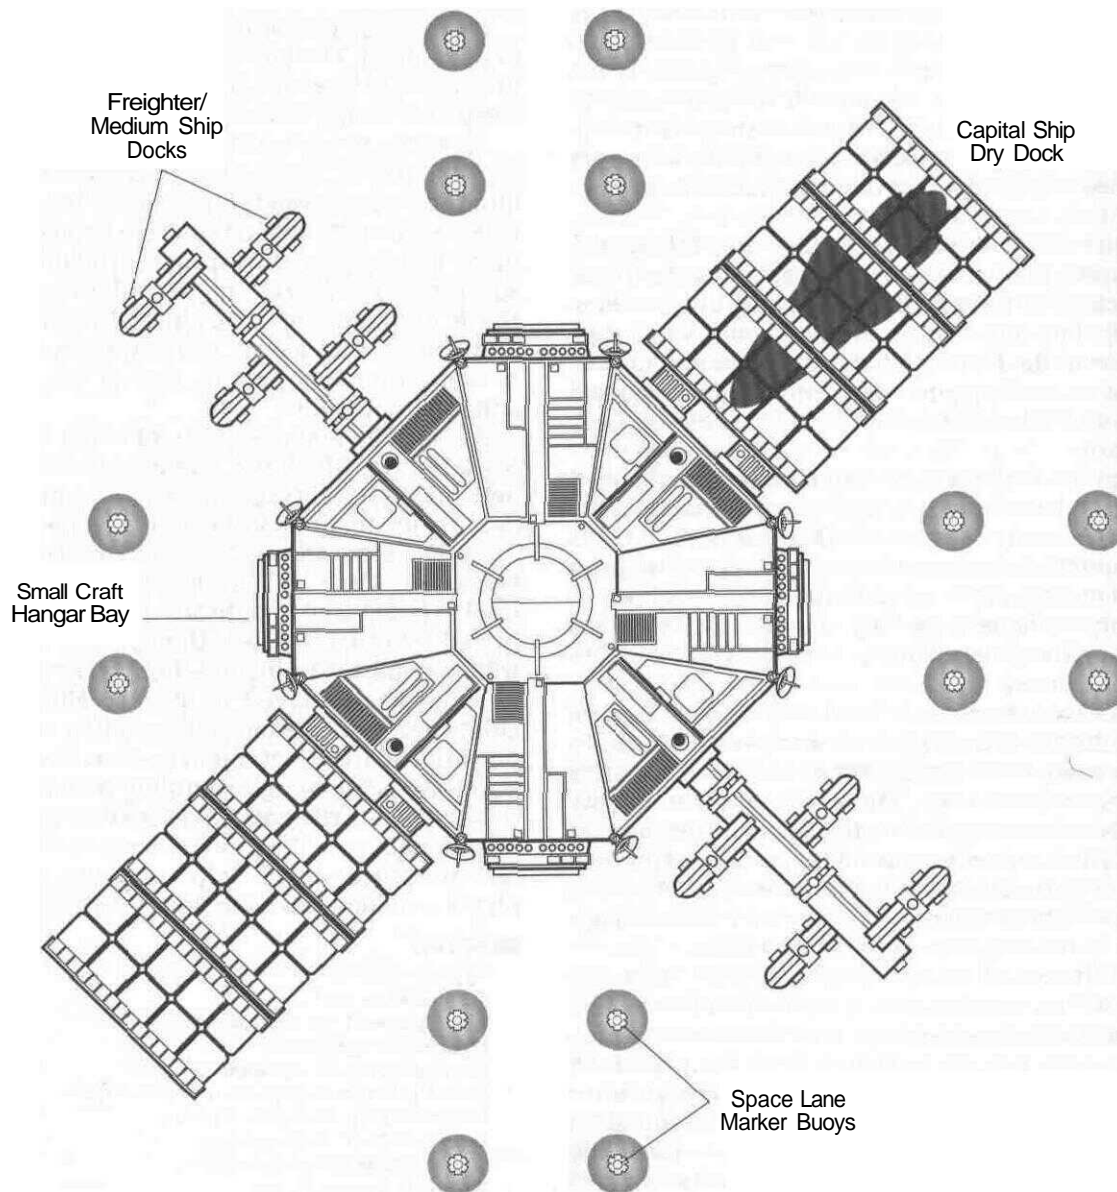 Freighter/
Medium Ship
Docks
Capital Ship
Dry Dock
Small Craft
Hangar Bay
Space Lane
Marker Buoys